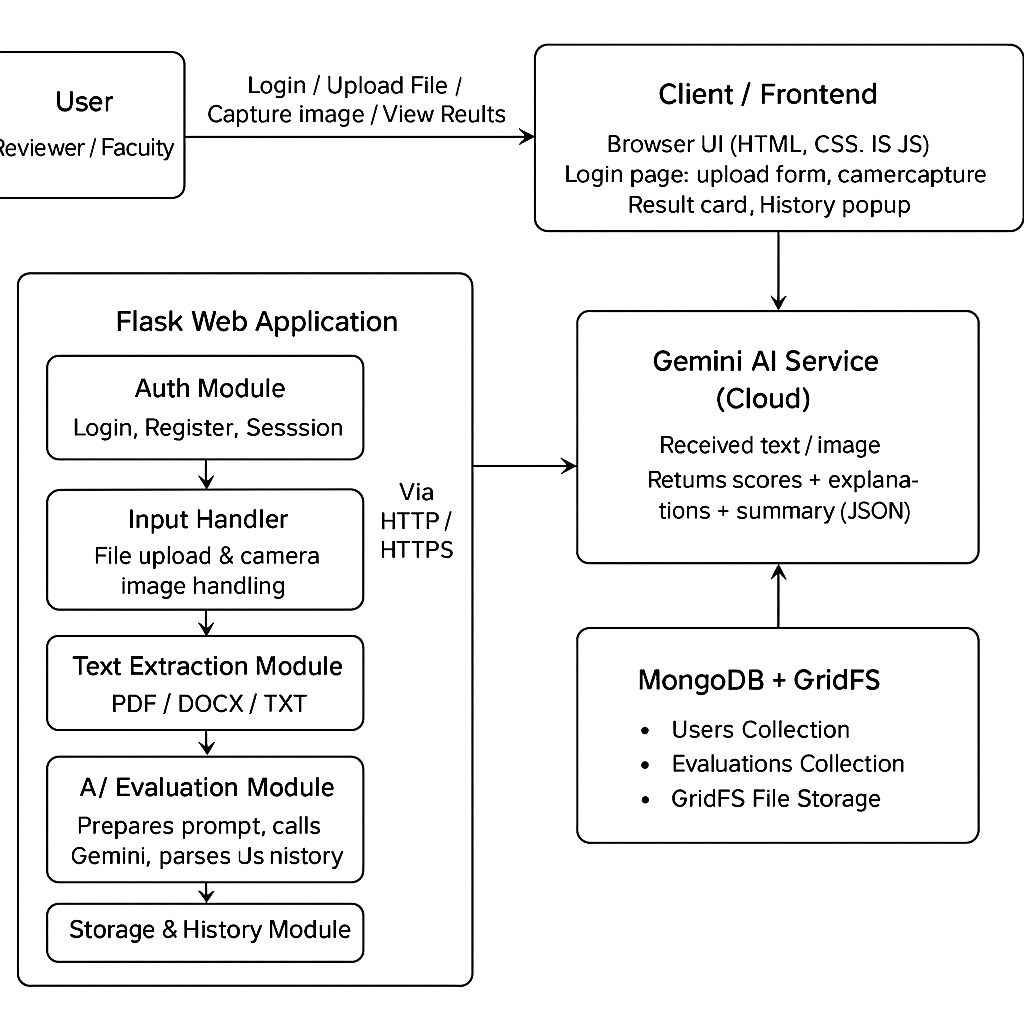 User
Reviewer / Facuity
Login / Upload File /
Capture image / View Reults
Client / Frontend
Browser UI (HTML, CSS. IS JS)
Login page: upload form, camercapture
Result card, History popup
Flask Web Application
Auth Module
Login, Register, Sesssion
Input Handler
File upload & camera
image handling
Text Extraction Module
PDF / DOCX / TXT
A/ Evaluation Module
Prepares prompt, calls
Gemini, parses Us nistory
Storage & History Module
Via
HTTP /
HTTPS
Gemini AI Service
(Cloud)
Received text / image
Retums scores + explana-
tions + summary (JSON)
MongoDB + GridFS
• Users Collection
• Evaluations Collection
• GridFS File Storage